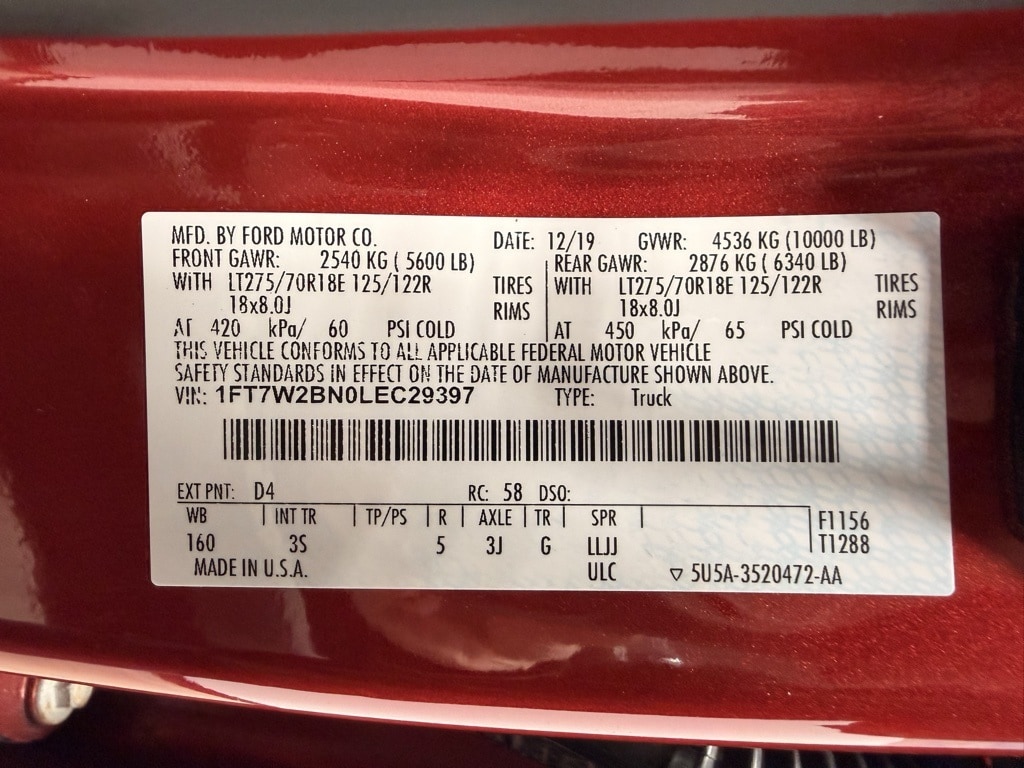 MFD. BY FORD MOTOR CO. DATE: 12/19 GVWR: 4536 KG (10000 LB)
FRONT GAWR: 2540 KG ( 5600 LB) REAR GAWR: 2876 KG ( 6340 LB)
WITH LT275/70R18E 125/122R TIRES WITH LT275/70R18E 125/122R TIRES
18x8.0J RIMS 18x8.0J RIMS
AT 420 kPa/ 60 PSI COLD AT 450 kPa/ 65 PSI COLD
THIS VEHICLE CONFORMS TO ALL APPLICABLE FEDERAL MOTOR VEHICLE
SAFETY STANDARDS IN EFFECT ON THE DATE OF MANUFACTURE SHOWN ABOVE.
VIN: 1FT7W2BN0LEC29397 TYPE: Truck
EXT PNT: D4 RC: 58 DSO:
WB INT TR TP/PS R AXLE TR SPR F1156
160 3S 5 3J G LLJJ T1288
MADE IN U.S.A. ULC ▽ 5U5A-3520472-AA